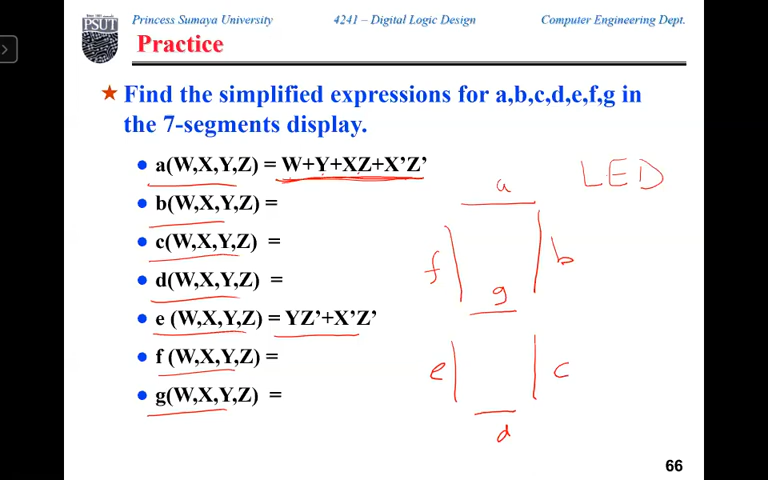 Princess Sumaya University 4241 – Digital Logic Design Computer Engineering Dept.
PSUT
Practice
Find the simplified expressions for a,b,c,d,e,f,g in
the 7-segments display.
a(W,X,Y,Z) = W+Y+XZ+X’Z’
b(W,X,Y,Z) =
c(W,X,Y,Z) =
d(W,X,Y,Z) =
e (W,X,Y,Z) = YZ’+X’Z’
f (W,X,Y,Z) =
g(W,X,Y,Z) =
LED
a
f b
g
e c
d
66